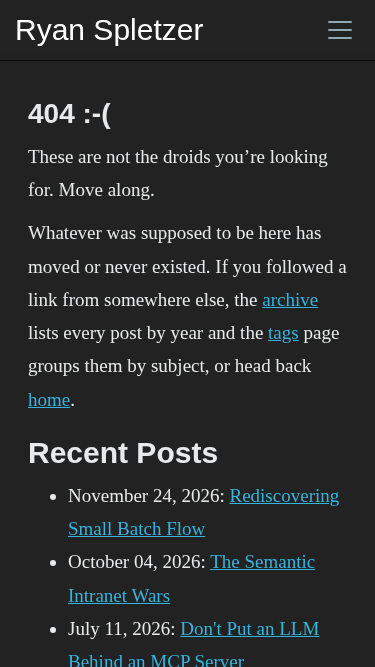 Ryan Spletzer
404 :-(
These are not the droids you’re looking
for. Move along.
Whatever was supposed to be here has
moved or never existed. If you followed a
link from somewhere else, the archive
lists every post by year and the tags page
groups them by subject, or head back
home.
Recent Posts
November 24, 2026: Rediscovering
Small Batch Flow
October 04, 2026: The Semantic
Intranet Wars
July 11, 2026: Don't Put an LLM
Behind an MCP Server